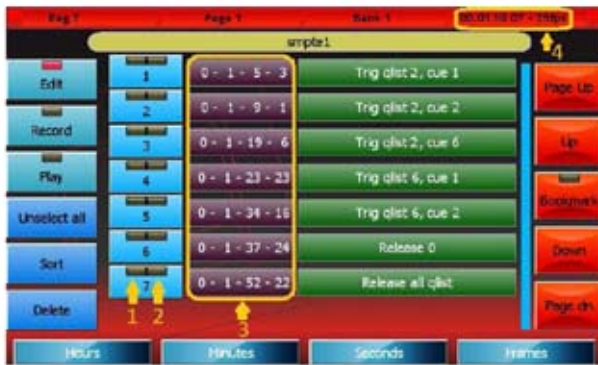 Reg 1 Page 1 Bank 1 00:01:10:07 - 25fps
4
smpte1
Edit 1 0 - 1 - 5 - 3 Trig qlist 2, cue 1 Page Up
Record 2 0 - 1 - 9 - 1 Trig qlist 2, cue 2 Up
3 0 - 1 - 19 - 6 Trig qlist 2, cue 6
Play 4 0 - 1 - 23 - 23 Trig qlist 6, cue 1 Bookmark
Unselect all 5 0 - 1 - 34 - 16 Trig qlist 6, cue 2
Sort 6 0 - 1 - 37 - 24 Release 0 Down
Delete 7 0 - 1 - 52 - 22 Release all qlist Page dn
1 2 3
Hours Minutes Seconds Frames